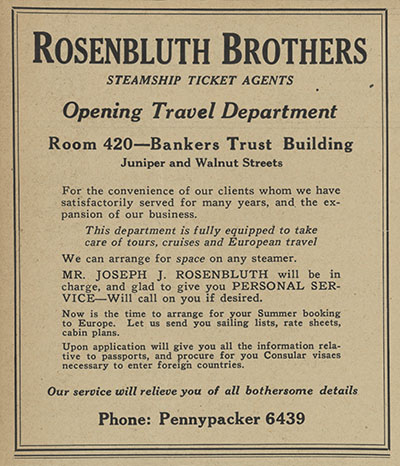 ROSENBLUTH BROTHERS
STEAMSHIP TICKET AGENTS
Opening Travel Department
Room 420—Bankers Trust Building
Juniper and Walnut Streets
For the convenience of our clients whom we have
satisfactorily served for many years, and the ex-
pansion of our business.
This department is fully equipped to take
care of tours, cruises and European travel
We can arrange for space on any steamer.
MR. JOSEPH J. ROSENBLUTH will be in
charge, and glad to give you PERSONAL SER-
VICE—Will call on you if desired.
Now is the time to arrange for your Summer booking
to Europe. Let us send you sailing lists, rate sheets,
cabin plans.
Upon application will give you all the information rela-
tive to passports, and procure for you Consular visaes
necessary to enter foreign countries.
Our service will relieve you of all bothersome details
Phone: Pennypacker 6439